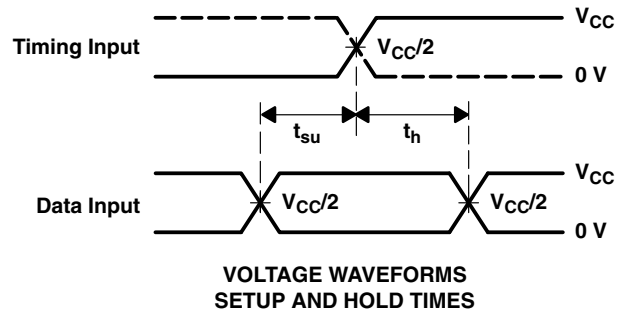 Timing Input
VCC
VCC/2
0 V
tsu
th
Data Input
VCC
VCC/2
VCC/2
0 V
VOLTAGE WAVEFORMS
SETUP AND HOLD TIMES